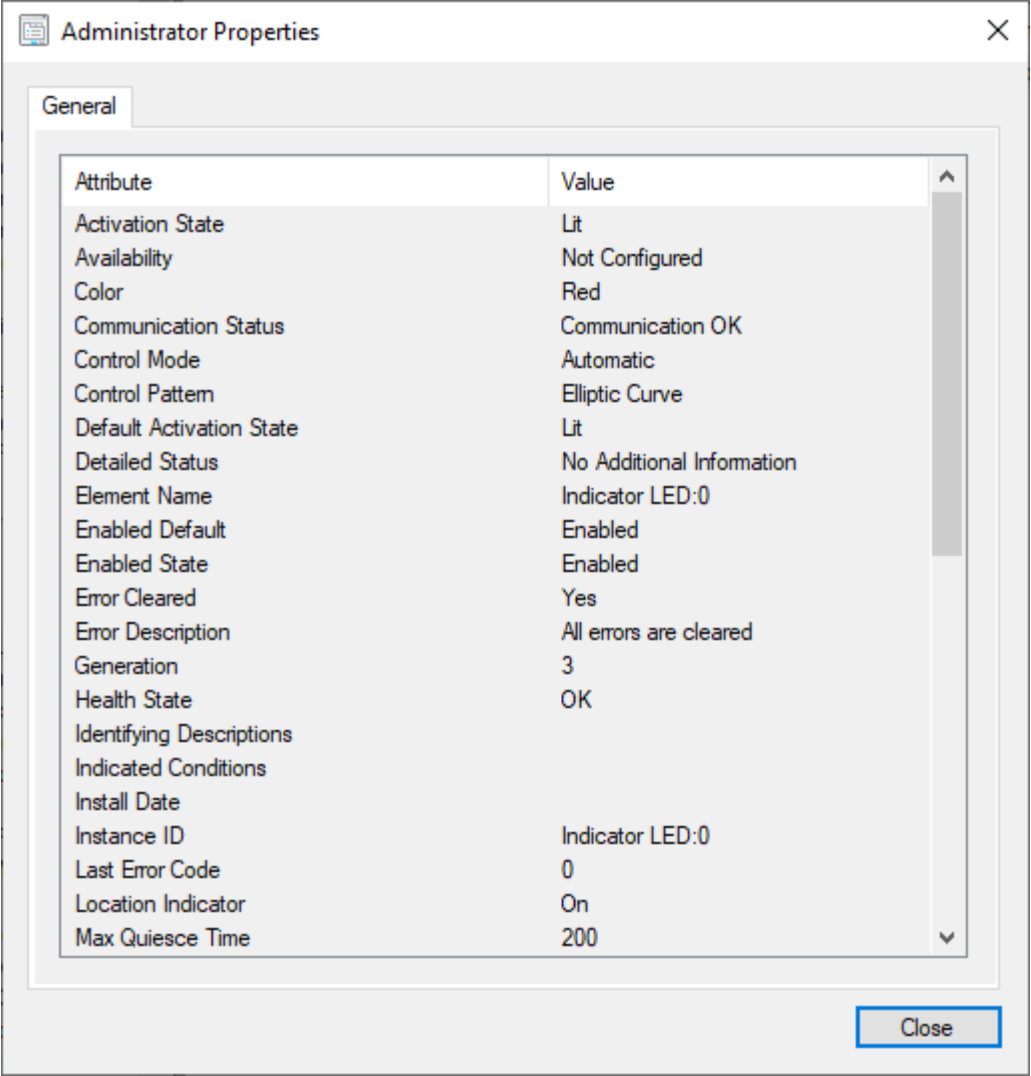 Administrator Properties
General
Attribute Value
Activation State Lit
Availability Not Configured
Color Red
Communication Status Communication OK
Control Mode Automatic
Control Pattern Elliptic Curve
Default Activation State Lit
Detailed Status No Additional Information
Element Name Indicator LED:0
Enabled Default Enabled
Enabled State Enabled
Error Cleared Yes
Error Description All errors are cleared
Generation 3
Health State OK
Identifying Descriptions
Indicated Conditions
Install Date
Instance ID Indicator LED:0
Last Error Code 0
Location Indicator On
Max Quiesce Time 200
Close